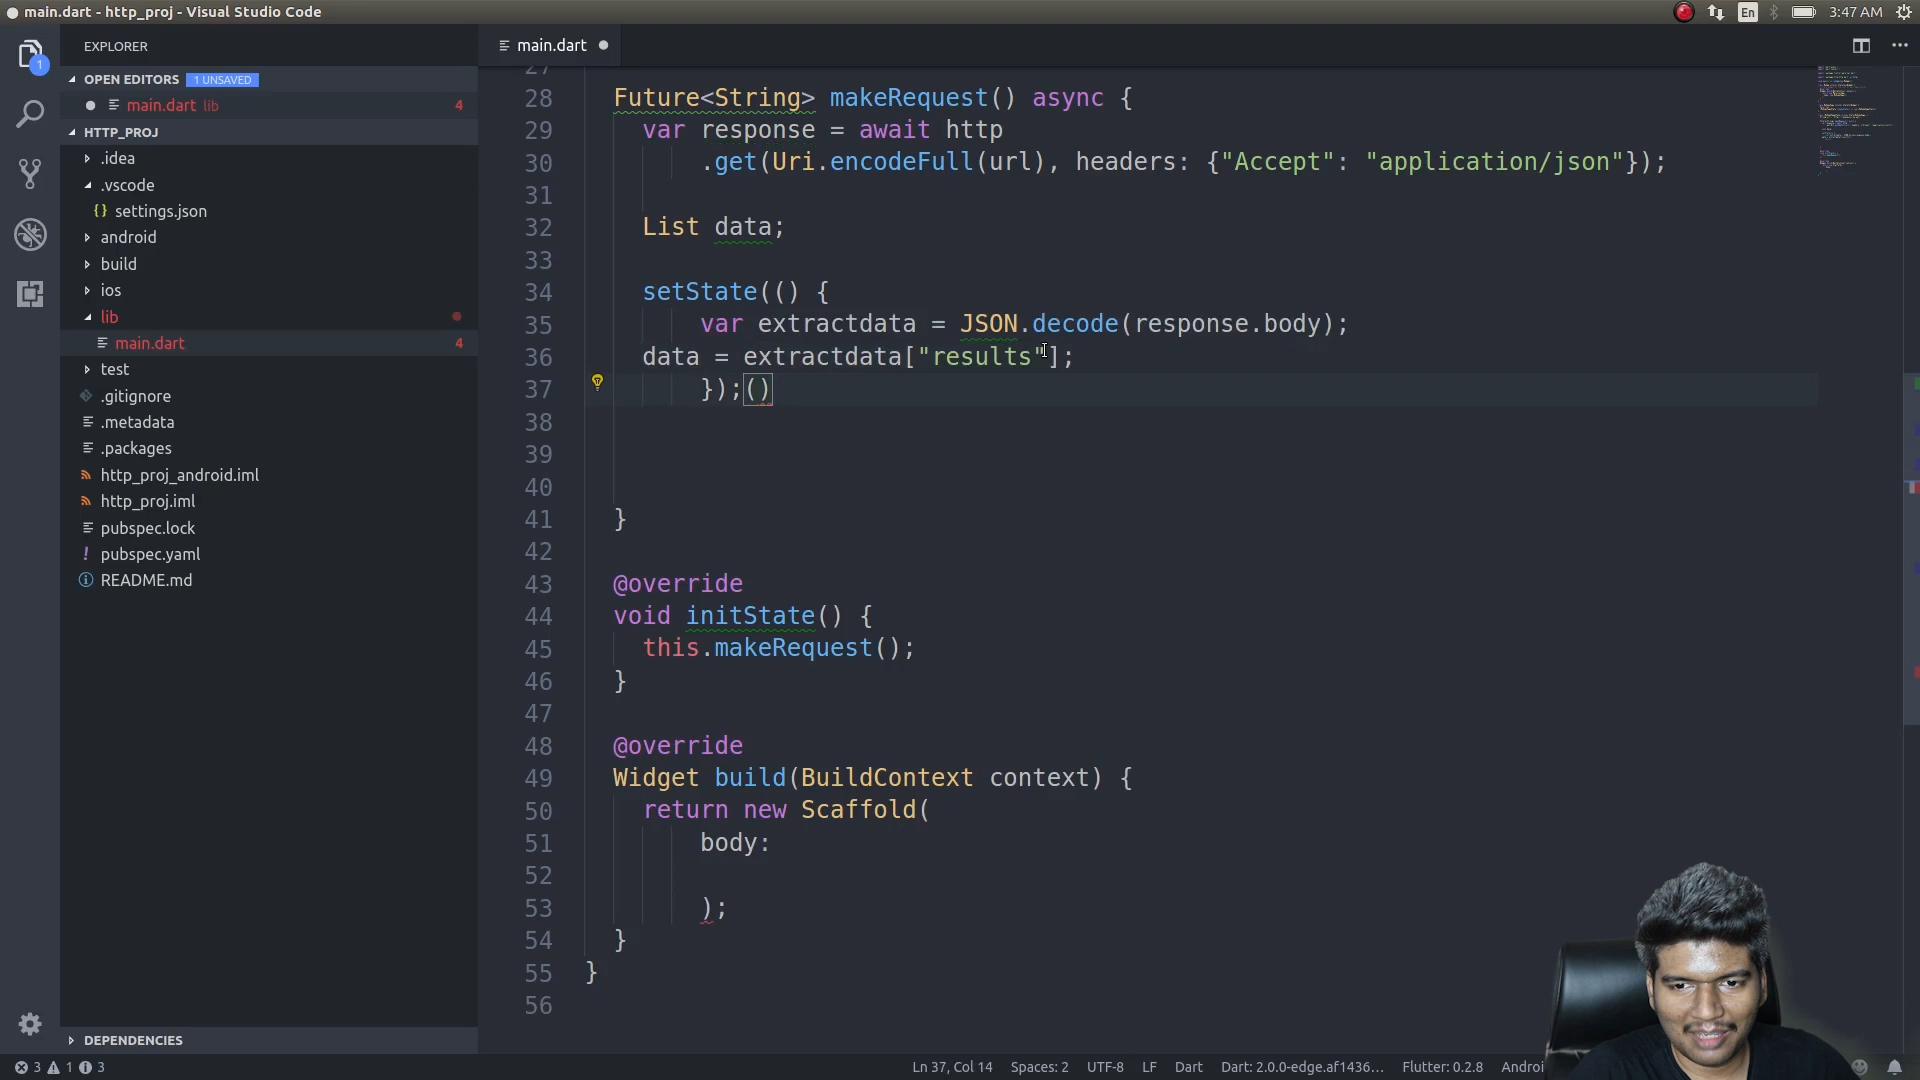 main.dart - http_proj - Visual Studio Code
En
3:47 AM
1
EXPLORER
OPEN EDITORS 1 UNSAVED
main.dart lib 4
HTTP_PROJ
.idea
.vscode
{} settings.json
android
build
ios
lib
main.dart 4
test
.gitignore
.metadata
.packages
http_proj_android.iml
http_proj.iml
pubspec.lock
! pubspec.yaml
README.md
DEPENDENCIES
main.dart
27
28 Future<String> makeRequest() async {
29 var response = await http
30 .get(Uri.encodeFull(url), headers: {"Accept": "application/json"});
31
32 List data;
33
34 setState(() {
35 var extractdata = JSON.decode(response.body);
36 data = extractdata["results"];
37 });()
38
39
40
41 }
42
43 @override
44 void initState() {
45 this.makeRequest();
46 }
47
48 @override
49 Widget build(BuildContext context) {
50 return new Scaffold(
51 body:
52
53 );
54 }
55 }
56
3 1 3
Ln 37, Col 14 Spaces: 2 UTF-8 LF Dart Dart: 2.0.0-edge.af1436... Flutter: 0.2.8